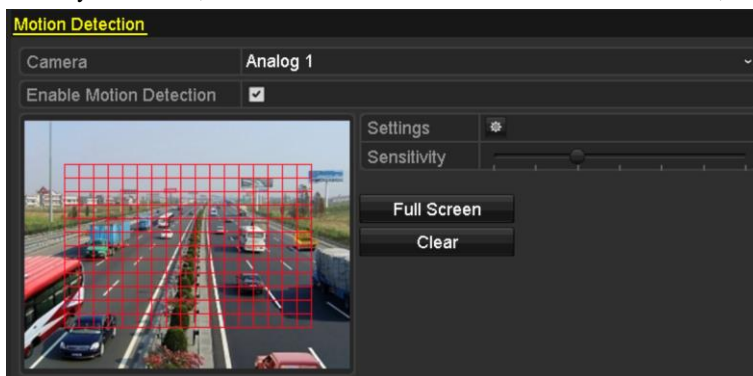 Motion Detection
Camera Analog 1
Enable Motion Detection
Settings
Sensitivity
Full Screen
Clear